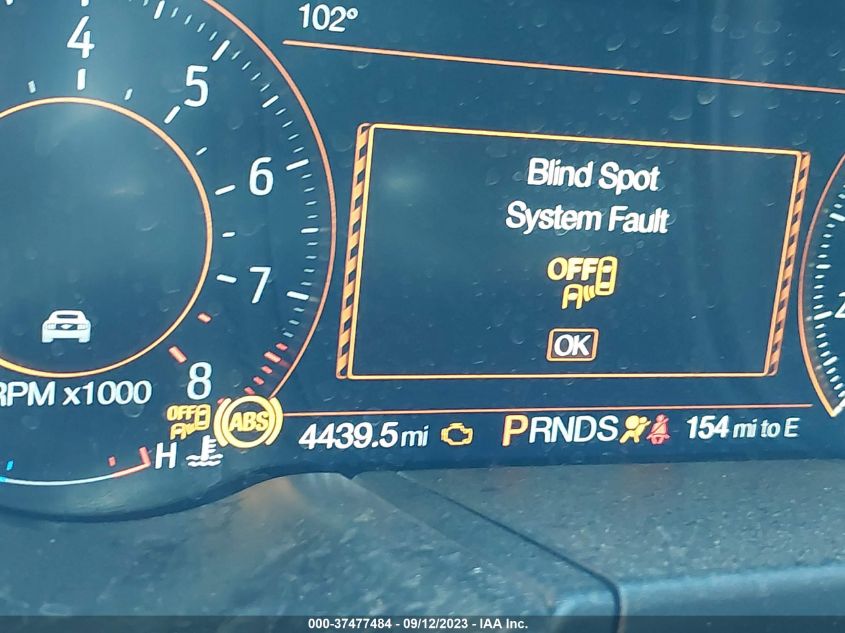 102°
4
5
6
7
8
RPM x1000
Blind Spot
System Fault
OFF
OK
OFF
ABS
4439.5 mi
PRNDS
154 mi to E
H
000-37477484 - 09/12/2023 - IAA Inc.